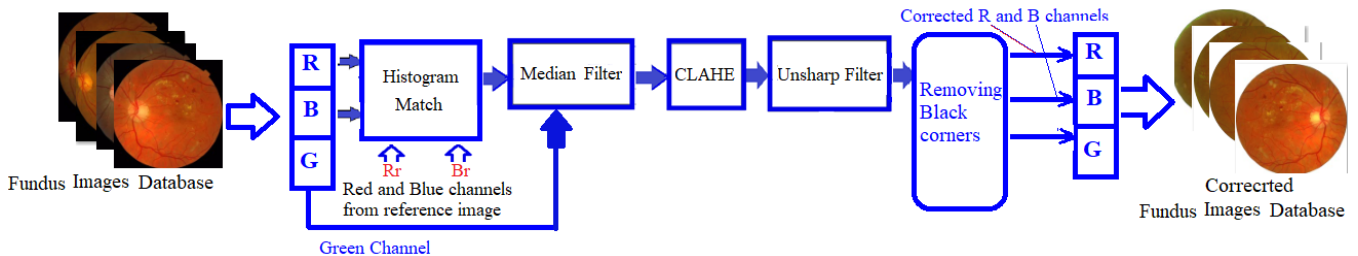 Fundus Images Database
R
B
G
Histogram
Match
Rr Br
Red and Blue channels
from reference image
Green Channel
Median Filter
CLAHE
Unsharp Filter
Removing
Black
corners
Corrected R and B channels
R
B
G
Correcrted
Fundus Images Database